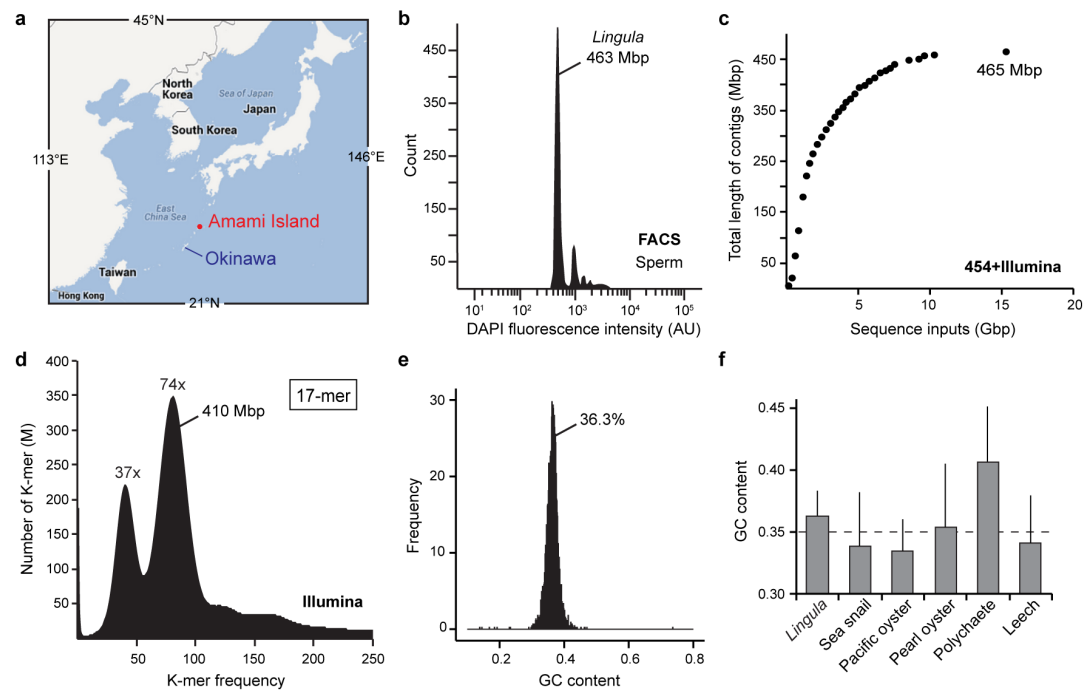 a
45°N
113°E
146°E
21°N
North
Korea
Sea of Japan
Japan
South Korea
East
China Sea
Amami Island
Okinawa
Taiwan
Hong Kong
b
Lingula
463 Mbp
Count
450
350
250
150
50
FACS
Sperm
10¹ 10² 10³ 10⁴ 10⁵
DAPI fluorescence intensity (AU)
c
465 Mbp
Total length of contigs (Mbp)
450
350
250
450
50
454+Illumina
5 10 15 20
Sequence inputs (Gbp)
d
17-mer
74x
410 Mbp
37x
Number of K-mer (M)
400
350
300
250
200
150
100
50
Illumina
50 100 150 200 250
K-mer frequency
e
36.3%
Frequency
30
20
10
0
0.2 0.4 0.6 0.8
GC content
f
GC content
0.45
0.40
0.35
0.30
Lingula
Sea snail
Pacific oyster
Pearl oyster
Polychaete
Leech